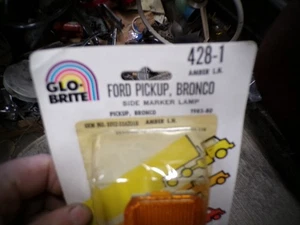 428-1
AMBER L.H.
GLO-
BRITE
FORD PICKUP, BRONCO
SIDE MARKER LAMP
PICKUP, BRONCO
AMBER L.H.